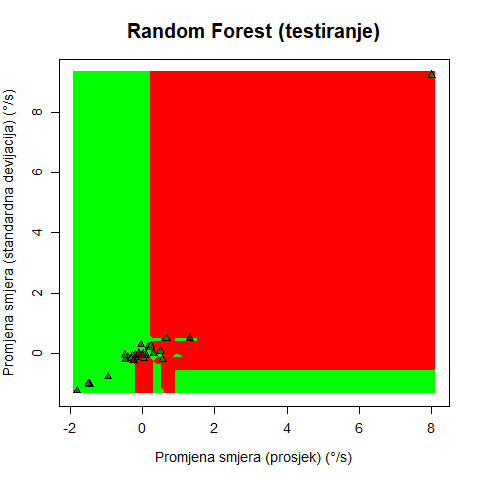 Random Forest (testiranje)
Promjena smjera (standardna devijacija) (°/s)
8
6
4
2
0
-2 0 2 4 6 8
Promjena smjera (prosjek) (°/s)